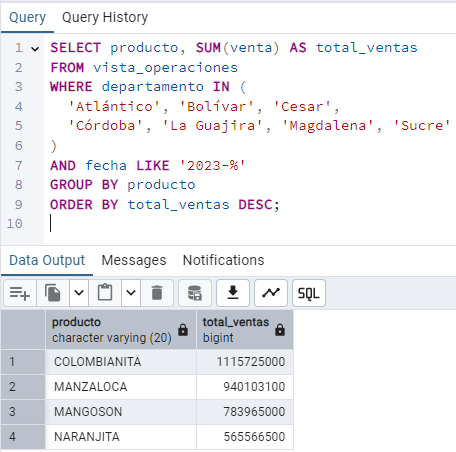 Query Query History
1 SELECT producto, SUM(venta) AS total_ventas
2 FROM vista_operaciones
3 WHERE departamento IN (
4 'Atlántico', 'Bolívar', 'Cesar',
5 'Córdoba', 'La Guajira', 'Magdalena', 'Sucre'
6 )
7 AND fecha LIKE '2023-%'
8 GROUP BY producto
9 ORDER BY total_ventas DESC;
10
Data Output Messages Notifications
SQL
producto total_ventas
character varying (20) bigint
1 COLOMBIANITA 1115725000
2 MANZALOCA 940103100
3 MANGOSON 783965000
4 NARANJITA 565566500